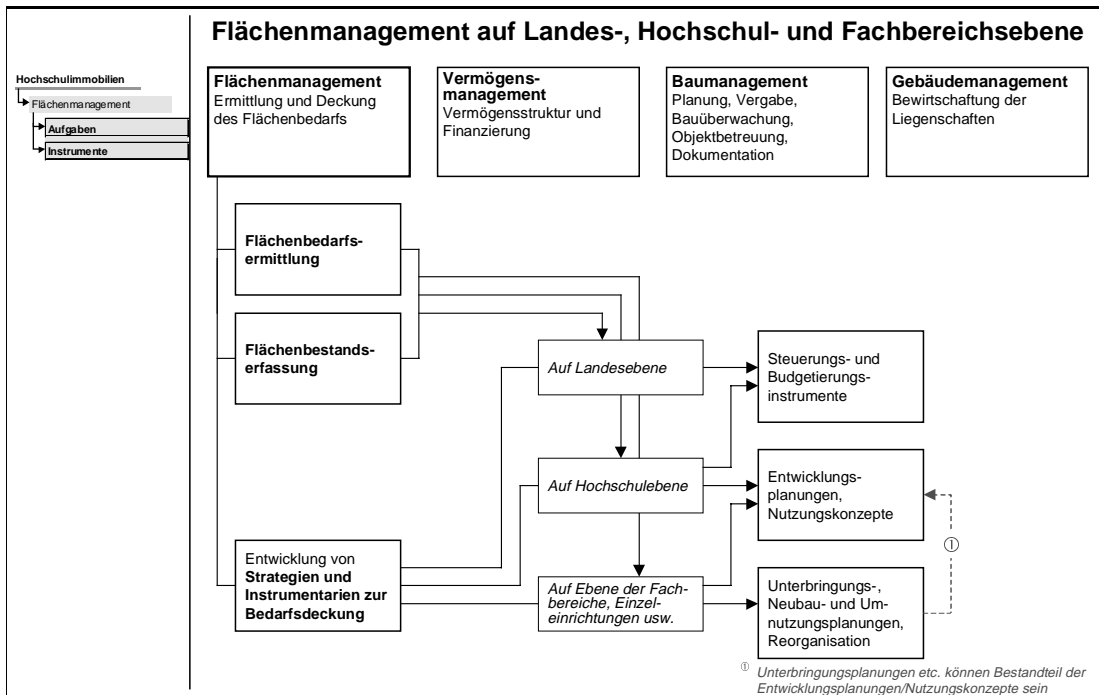 Flächenmanagement auf Landes-, Hochschul- und Fachbereichsebene
Hochschulimmobilien
Flächenmanagement
Aufgaben
Instrumente
Flächenmanagement
Ermittlung und Deckung
des Flächenbedarfs
Vermögens-
management
Vermögensstruktur und
Finanzierung
Baumanagement
Planung, Vergabe,
Bauüberwachung,
Objektbetreuung,
Dokumentation
Gebäudemanagement
Bewirtschaftung der
Liegenschaften
Flächenbedarfs-
ermittlung
Flächenbestands-
erfassung
Auf Landesebene
Steuerungs- und
Budgetierungs-
instrumente
Auf Hochschulebene
Entwicklungs-
planungen,
Nutzungskonzepte
①
Entwicklung von
Strategien und
Instrumentarien zur
Bedarfsdeckung
Auf Ebene der Fach-
bereiche, Einzel-
einrichtungen usw.
Unterbringungs-,
Neubau- und Um-
nutzungsplanungen,
Reorganisation
① Unterbringungsplanungen etc. können Bestandteil der
Entwicklungsplanungen/Nutzungskonzepte sein